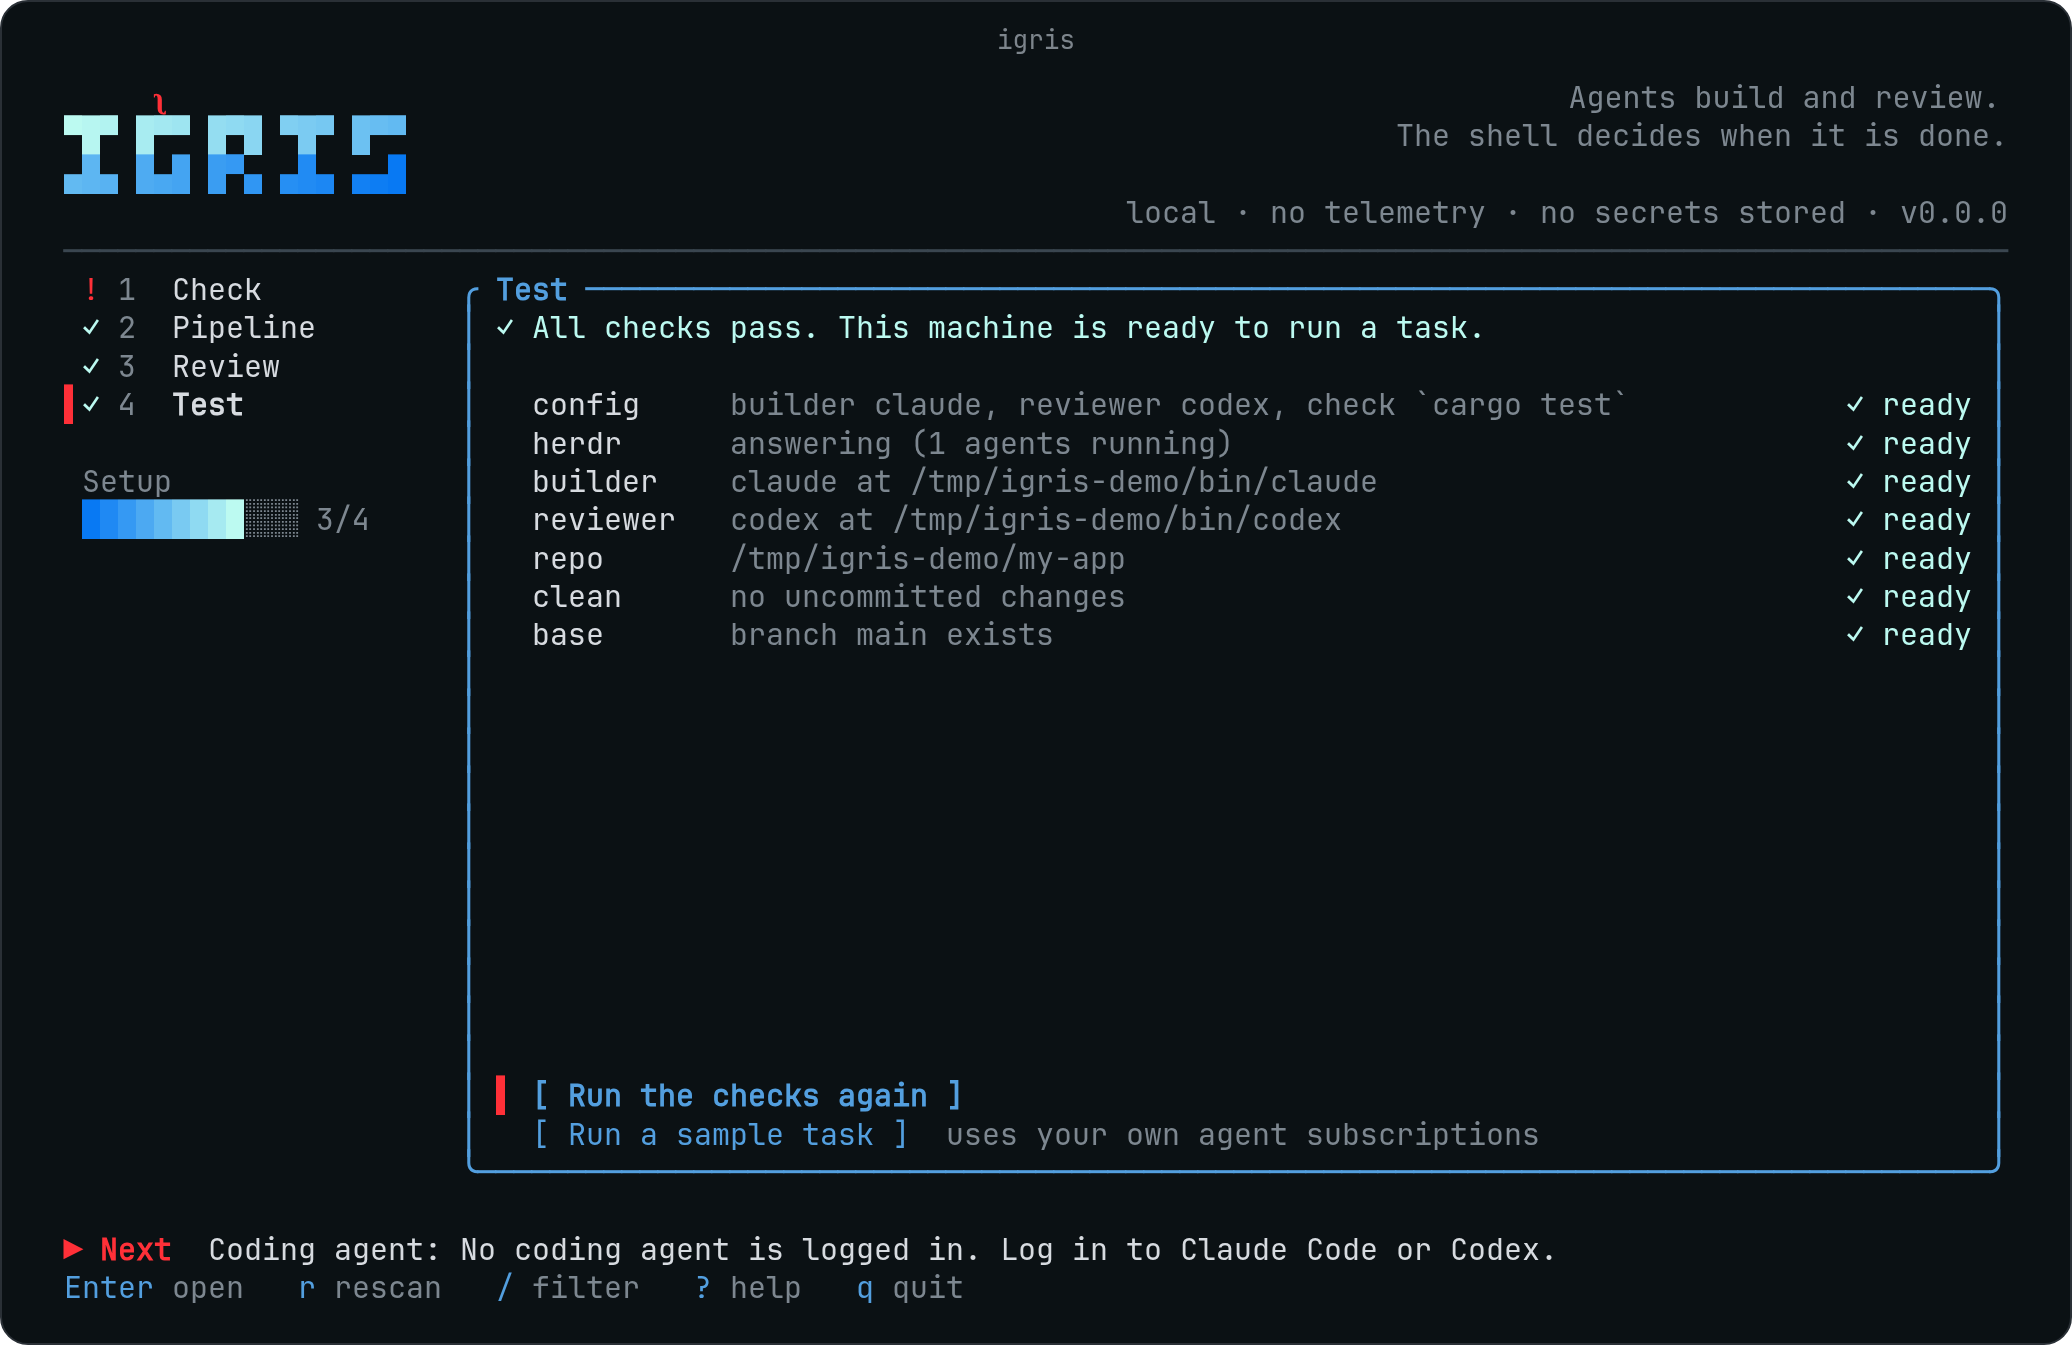 igris
IGRIS
Agents build and review.
The shell decides when it is done.
local · no telemetry · no secrets stored · v0.0.0
! 1 Check
✓ 2 Pipeline
✓ 3 Review
✓ 4 Test
Setup
3/4
Test
✓ All checks pass. This machine is ready to run a task.
config builder claude, reviewer codex, check `cargo test` ✓ ready
herdr answering (1 agents running) ✓ ready
builder claude at /tmp/igris-demo/bin/claude ✓ ready
reviewer codex at /tmp/igris-demo/bin/codex ✓ ready
repo /tmp/igris-demo/my-app ✓ ready
clean no uncommitted changes ✓ ready
base branch main exists ✓ ready
[ Run the checks again ]
[ Run a sample task ] uses your own agent subscriptions
▶ Next Coding agent: No coding agent is logged in. Log in to Claude Code or Codex.
Enter open r rescan / filter ? help q quit